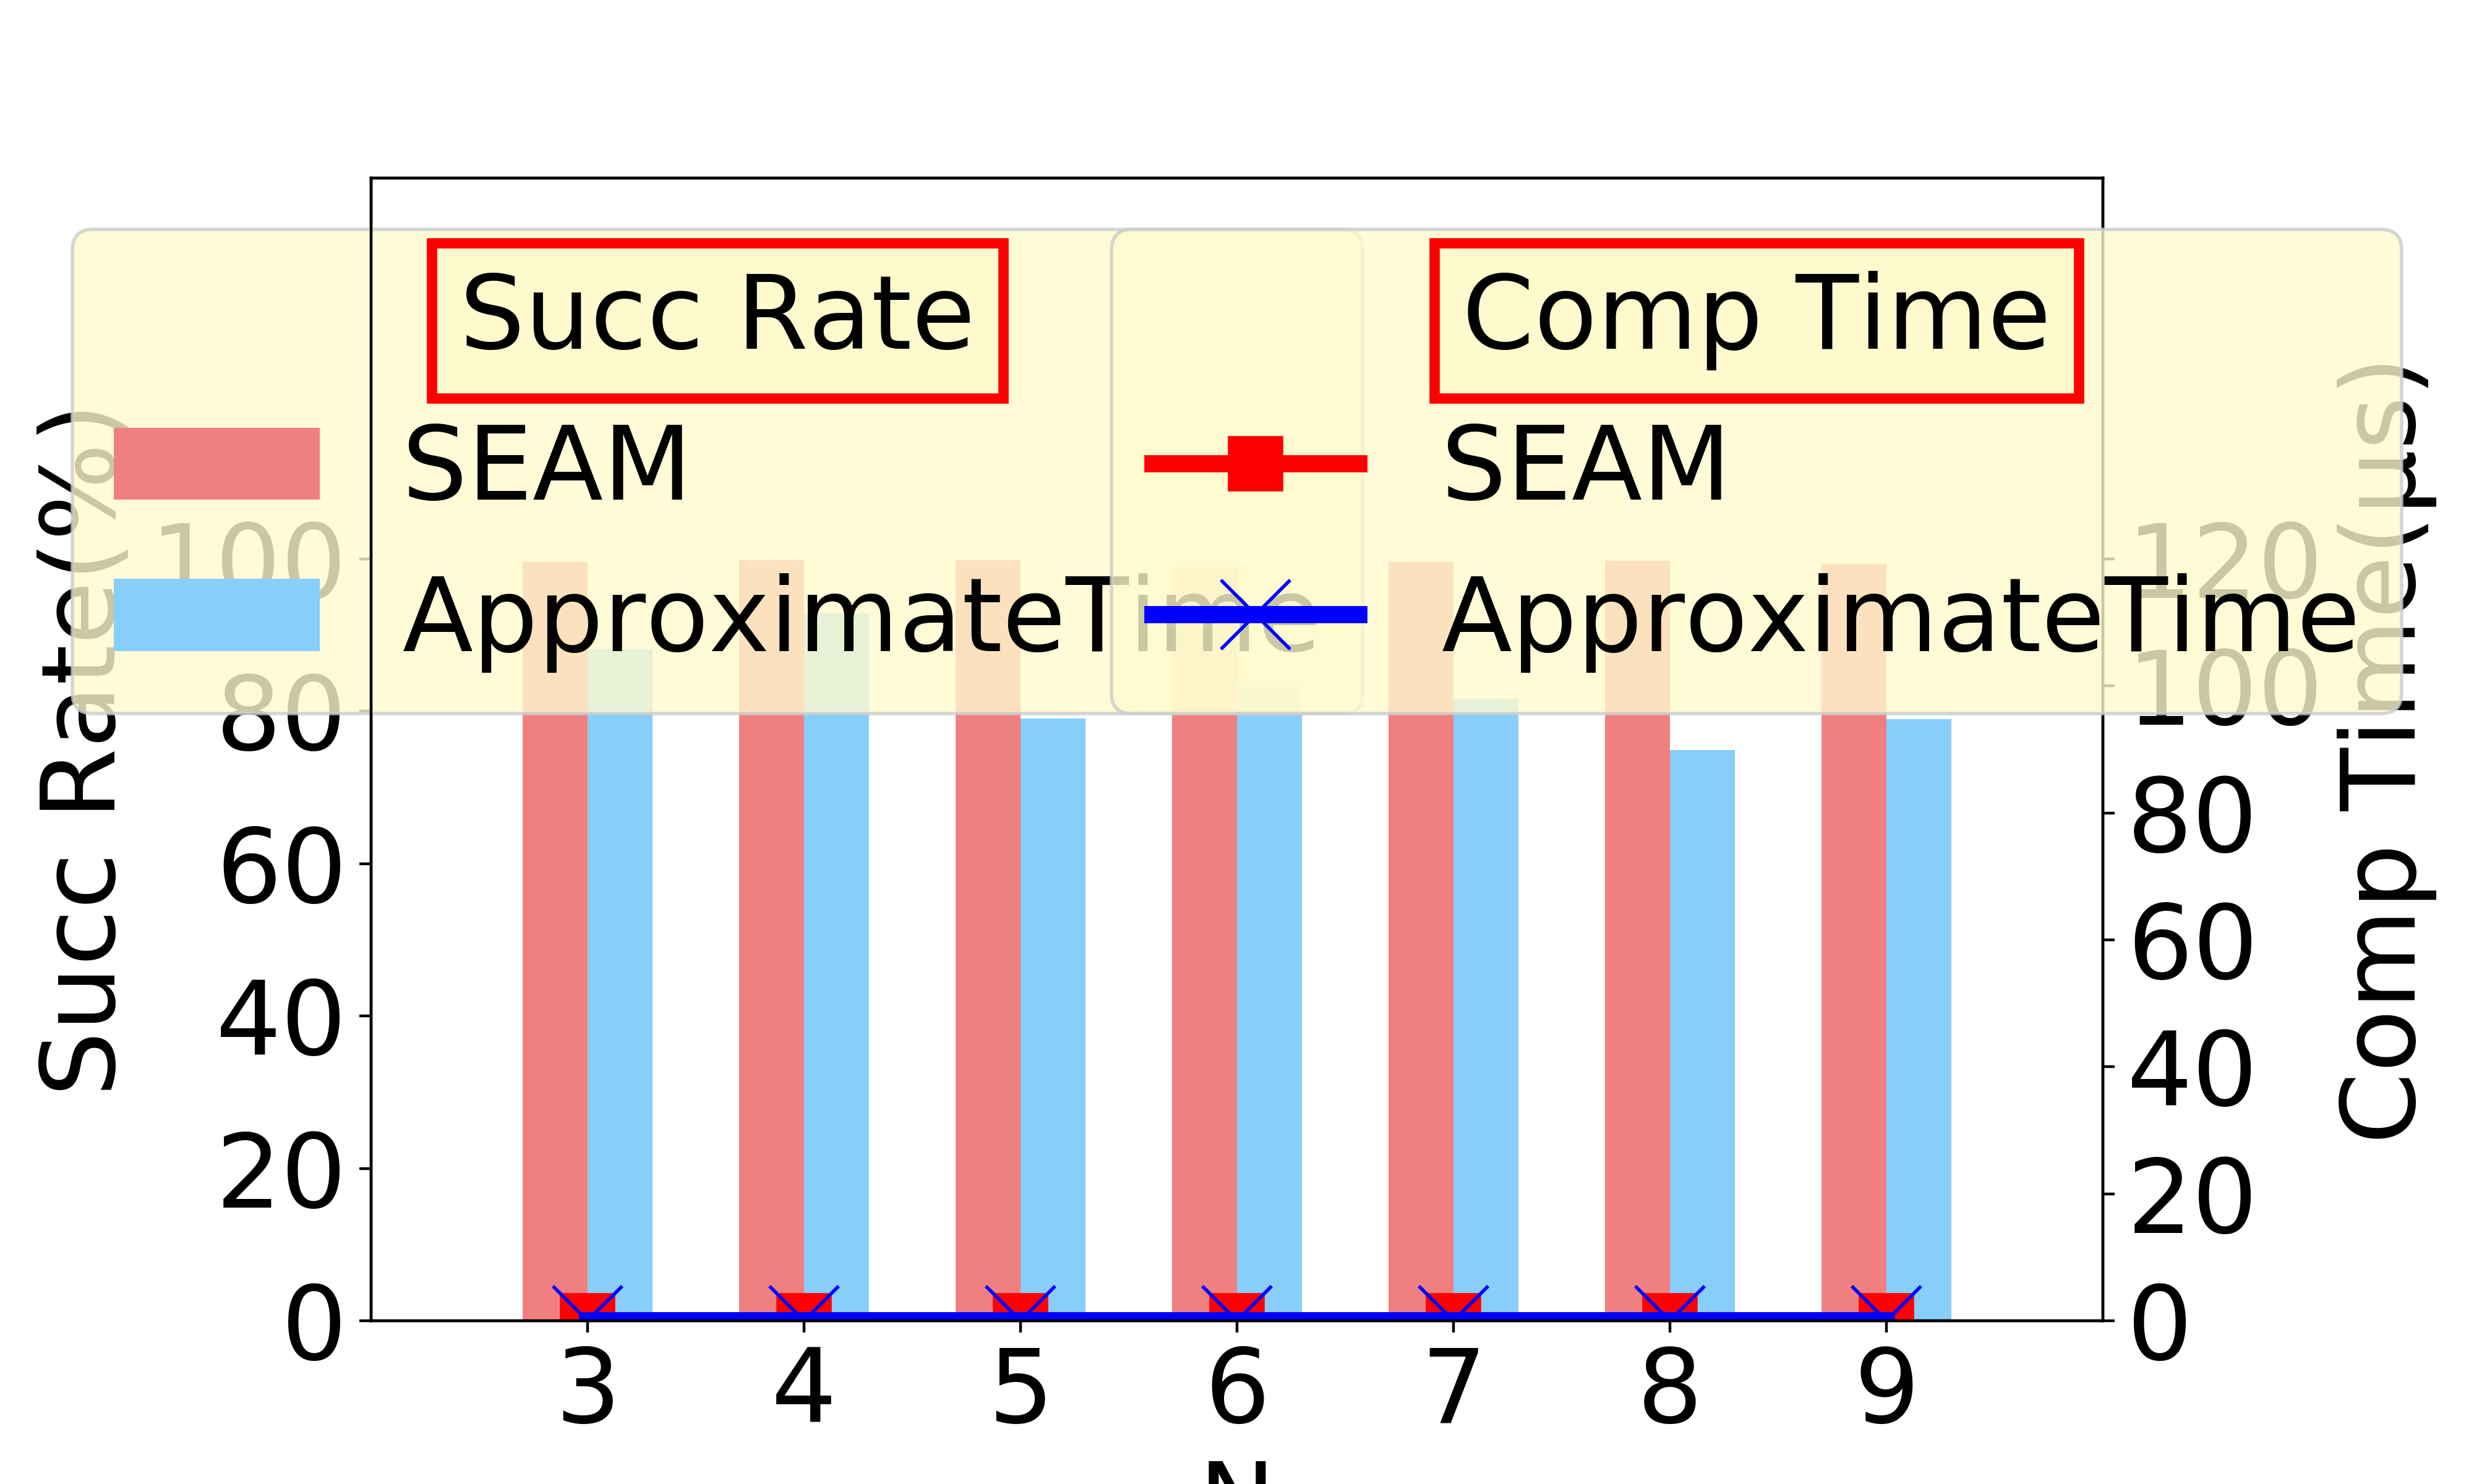 Succ Rate
SEAM
ApproximateTime
Comp Time
SEAM
ApproximateTime
Succ Rate(%)
100
80
60
40
20
0
Comp Time(μs)
120
100
80
60
40
20
0
3 4 5 6 7 8 9
N